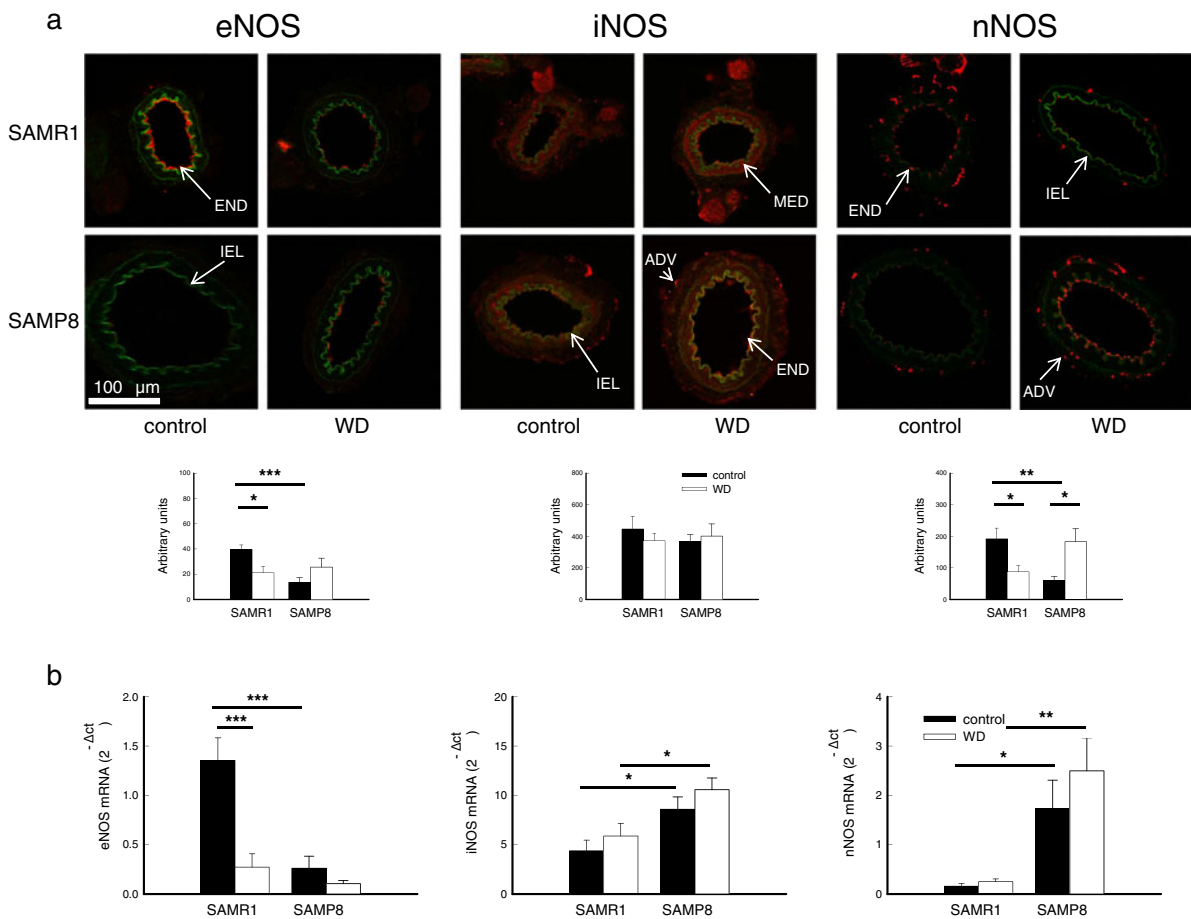 a
eNOS iNOS nNOS
SAMR1
END
MED
END
IEL
SAMP8
IEL
IEL
ADV
END
ADV
100 µm
control WD control WD control WD
Arbitrary units
100
80
60
40
20
0
***
*
SAMR1 SAMP8
Arbitrary units
800
600
400
200
0
control
WD
SAMR1 SAMP8
Arbitrary units
400
300
200
100
0
**
* *
SAMR1 SAMP8
b
eNOS mRNA (2 - Δct )
2.0
1.5
1.0
0.5
0
***
***
SAMR1 SAMP8
iNOS mRNA (2 - Δct )
20
15
10
5
0
*
*
SAMR1 SAMP8
nNOS mRNA (2 - Δct )
4
3
2
1
0
control
WD
**
*
SAMR1 SAMP8